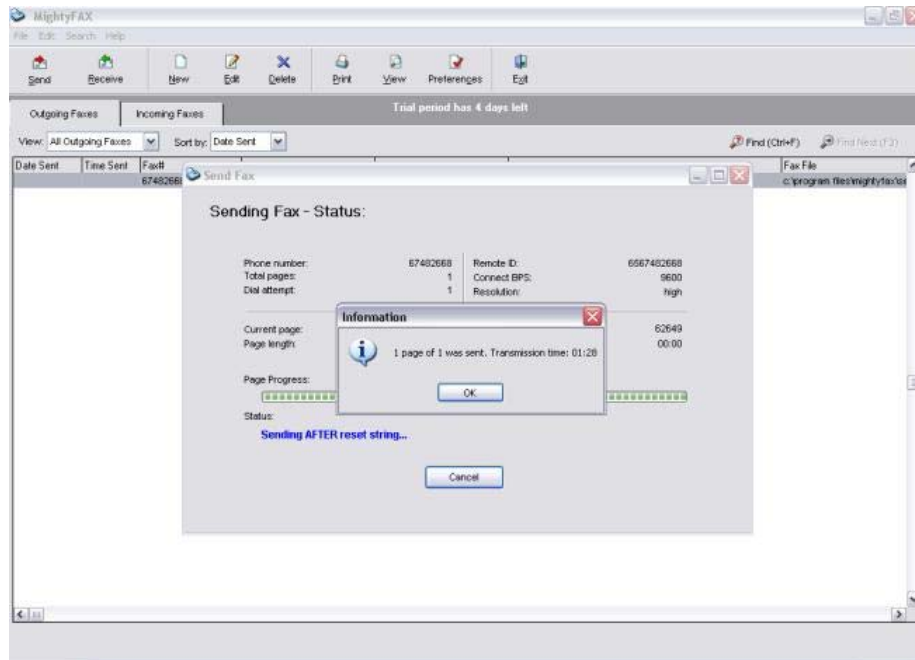 MightyFAX
File Edit Search Help
Send Receive New Edit Delete Print View Preferences Exit
Outgoing Faxes Incoming Faxes Trial period has 4 days left
View: All Outgoing Faxes Sort by: Date Sent Find (Ctrl+F) Find Next (F3)
Date Sent Time Sent Fax# Fax File
6748266 c:\program files\mightyfax\se
Send Fax
Sending Fax - Status:
Phone number: 67482668 Remote ID: 6567482668
Total pages: 1 Connect BPS: 9600
Dial attempt: 1 Resolution: high
Information
Current page: 62649
Page length: 00:00
1 page of 1 was sent. Transmission time: 01:28
Page Progress:
OK
Status:
Sending AFTER reset string...
Cancel